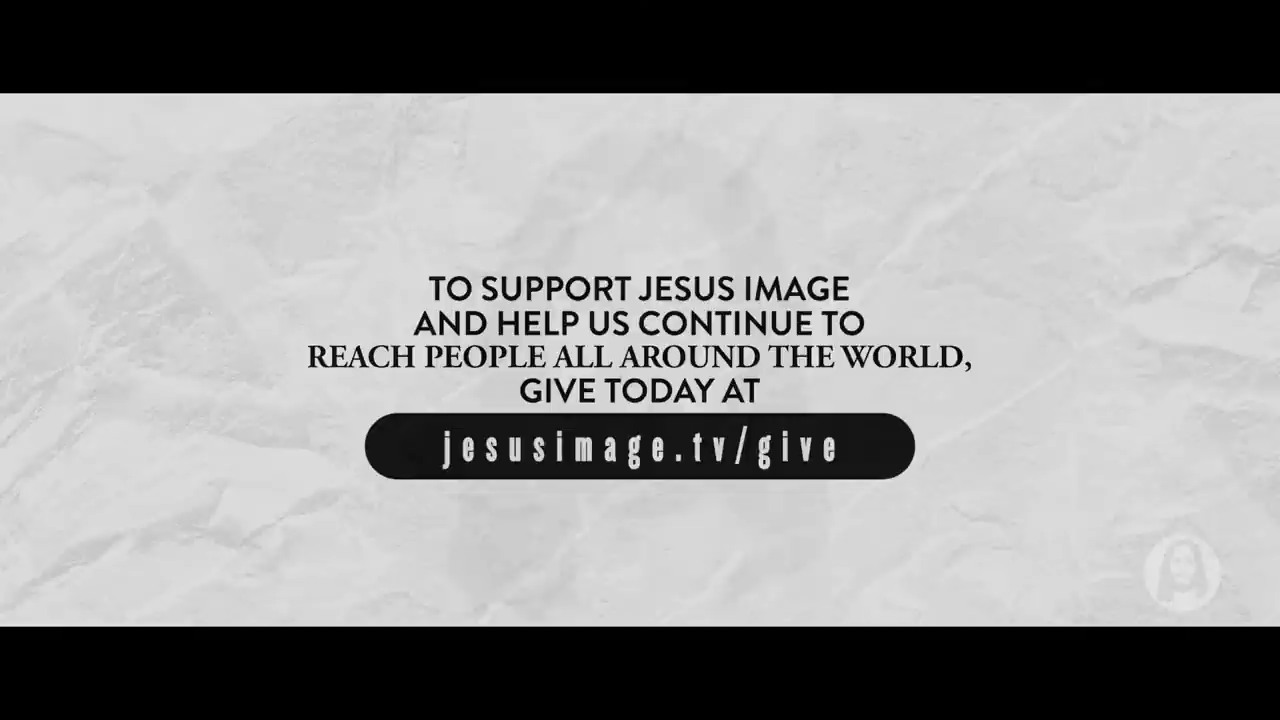 TO SUPPORT JESUS IMAGE
AND HELP US CONTINUE TO
REACH PEOPLE ALL AROUND THE WORLD,
GIVE TODAY AT
jesusimage.tv/give